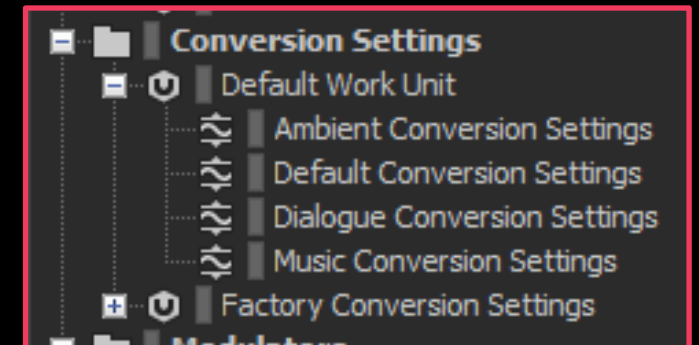 Conversion Settings
Default Work Unit
Ambient Conversion Settings
Default Conversion Settings
Dialogue Conversion Settings
Music Conversion Settings
Factory Conversion Settings
Modulators